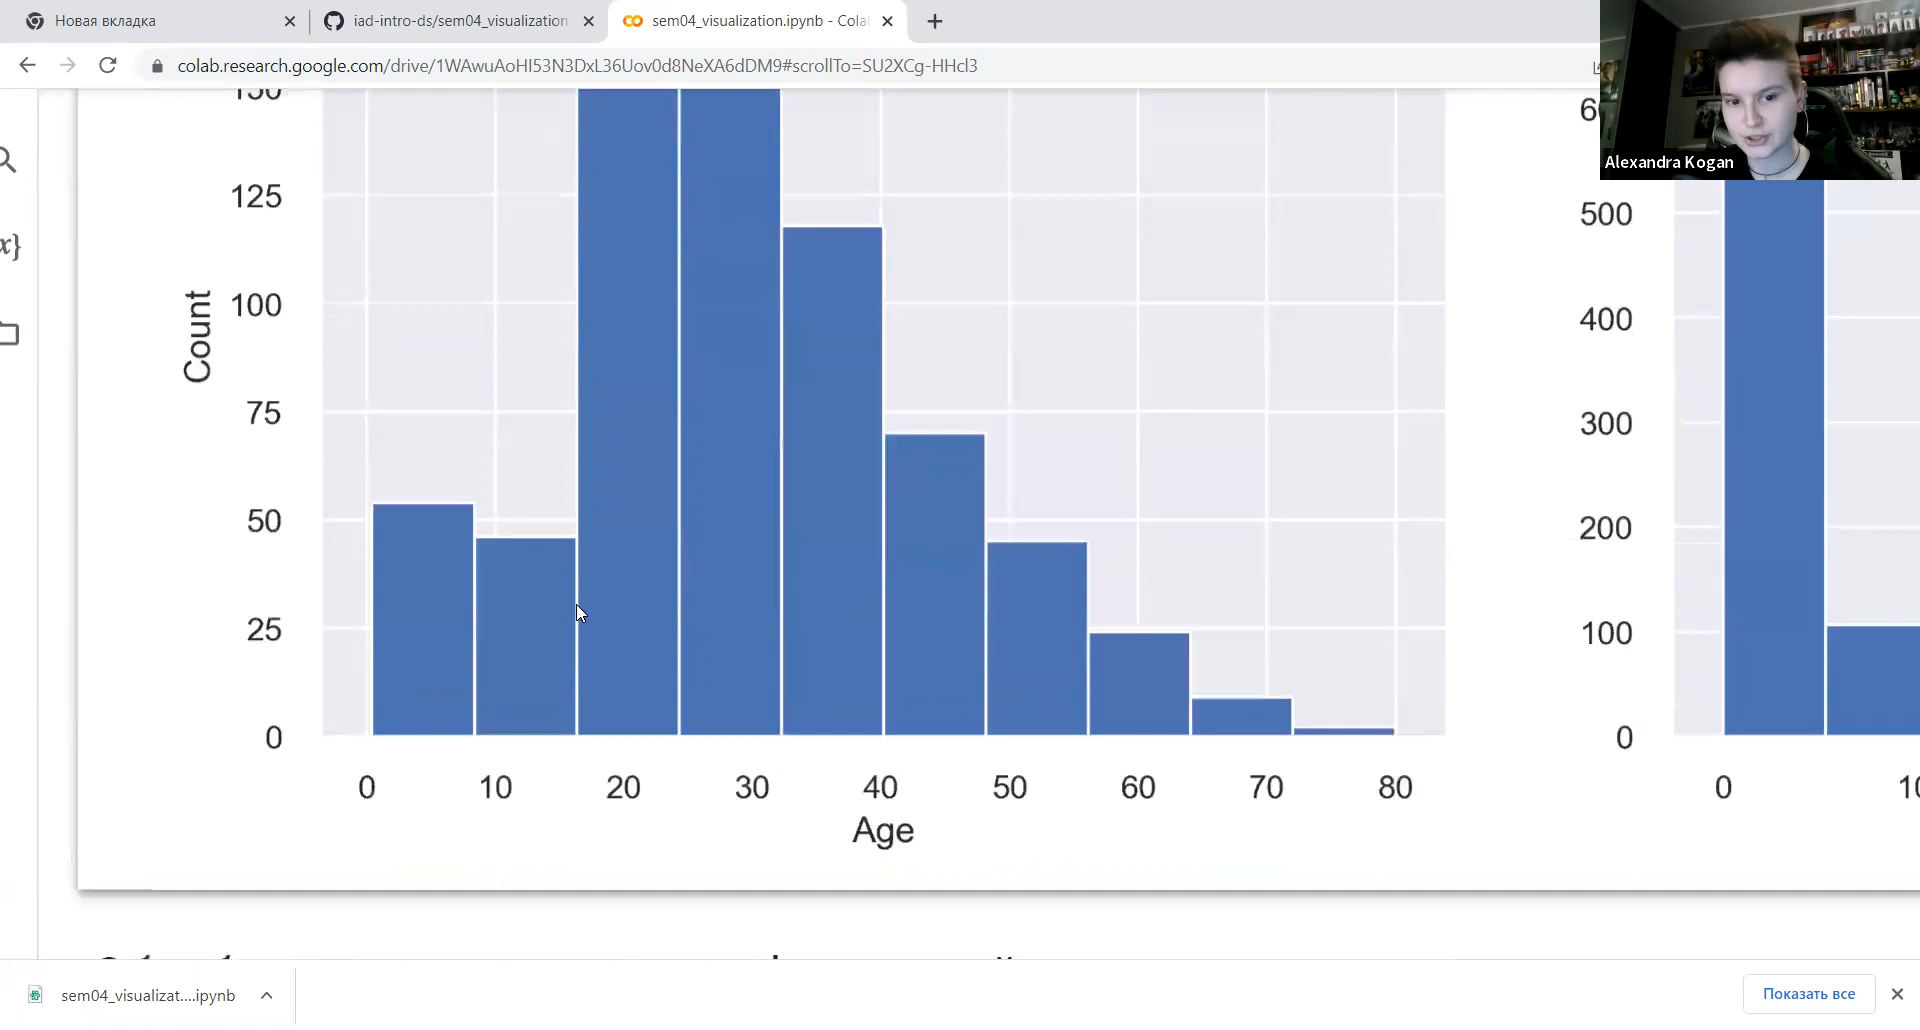 Новая вкладка
iad-intro-ds/sem04_visualization
sem04_visualization.ipynb - Cola
colab.research.google.com/drive/1WAwuAoHI53N3DxL36Uov0d8NeXA6dDM9#scrollTo=SU2XCg-HHcl3
Alexandra Kogan
x}
150
125
100
75
50
25
0
Count
0 10 20 30 40 50 60 70 80
Age
500
400
300
200
100
0
0
sem04_visualizat....ipynb
Показать все